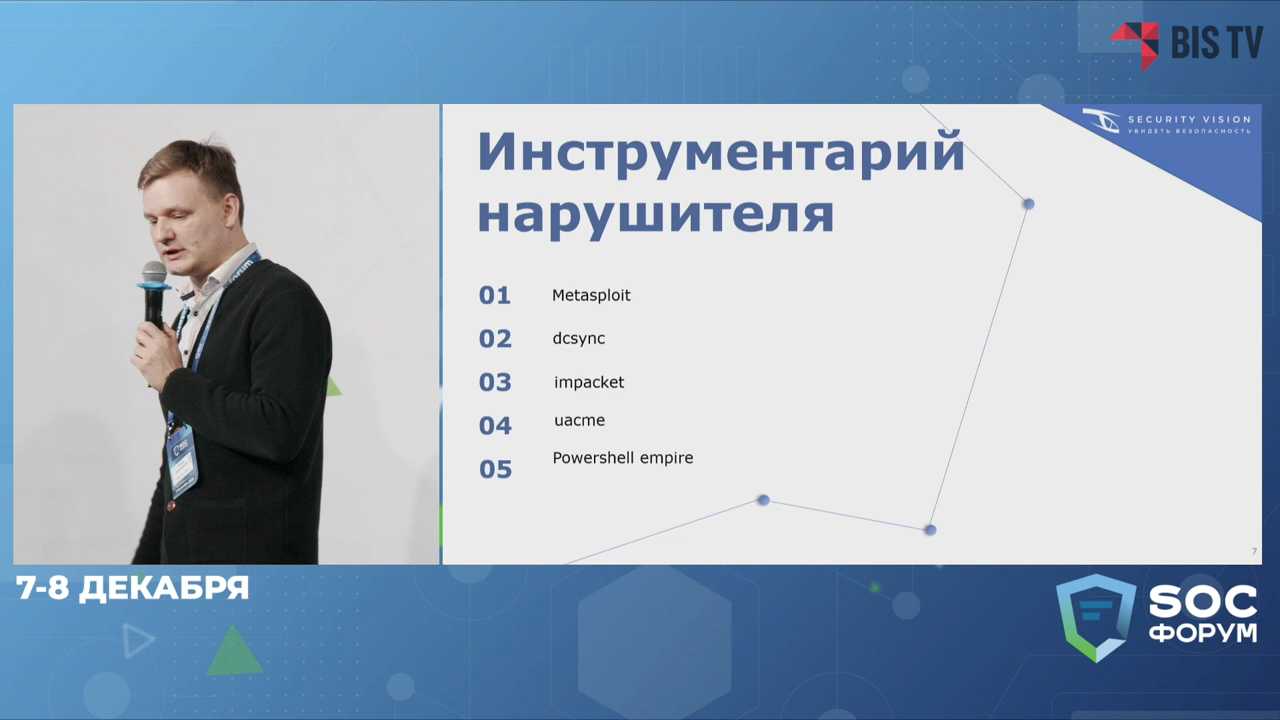 BIS TV
SECURITY VISION
УВИДЕТЬ БЕЗОПАСНОСТЬ
Инструментарий
нарушителя
01 Metasploit
02 dcsync
03 impacket
04 uacme
05 Powershell empire
7
7-8 ДЕКАБРЯ
SOC
ФОРУМ